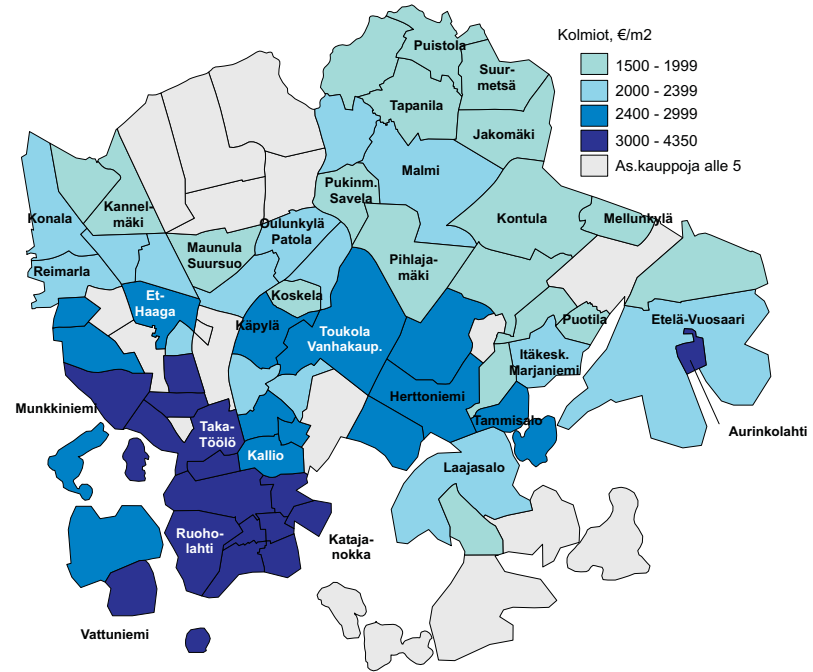 Kolmiot, €/m2
1500 - 1999
2000 - 2399
2400 - 2999
3000 - 4350
As.kauppoja alle 5
Puistola
Suur-
metsä
Tapanila
Jakomäki
Malmi
Pukinm.
Savela
Kannel-
mäki
Konala
Oulunkylä
Patola
Maunula
Suursuo
Kontula
Mellunkylä
Pihlaja-
mäki
Reimarla
Et-
Haaga
Koskela
Käpylä
Toukola
Vanhakaup.
Puotila
Etelä-Vuosaari
Itäkesk.
Marjaniemi
Herttoniemi
Munkkiniemi
Taka-
Töölö
Tammisalo
Aurinkolahti
Kallio
Laajasalo
Ruoho-
lahti
Kataja-
nokka
Vattuniemi